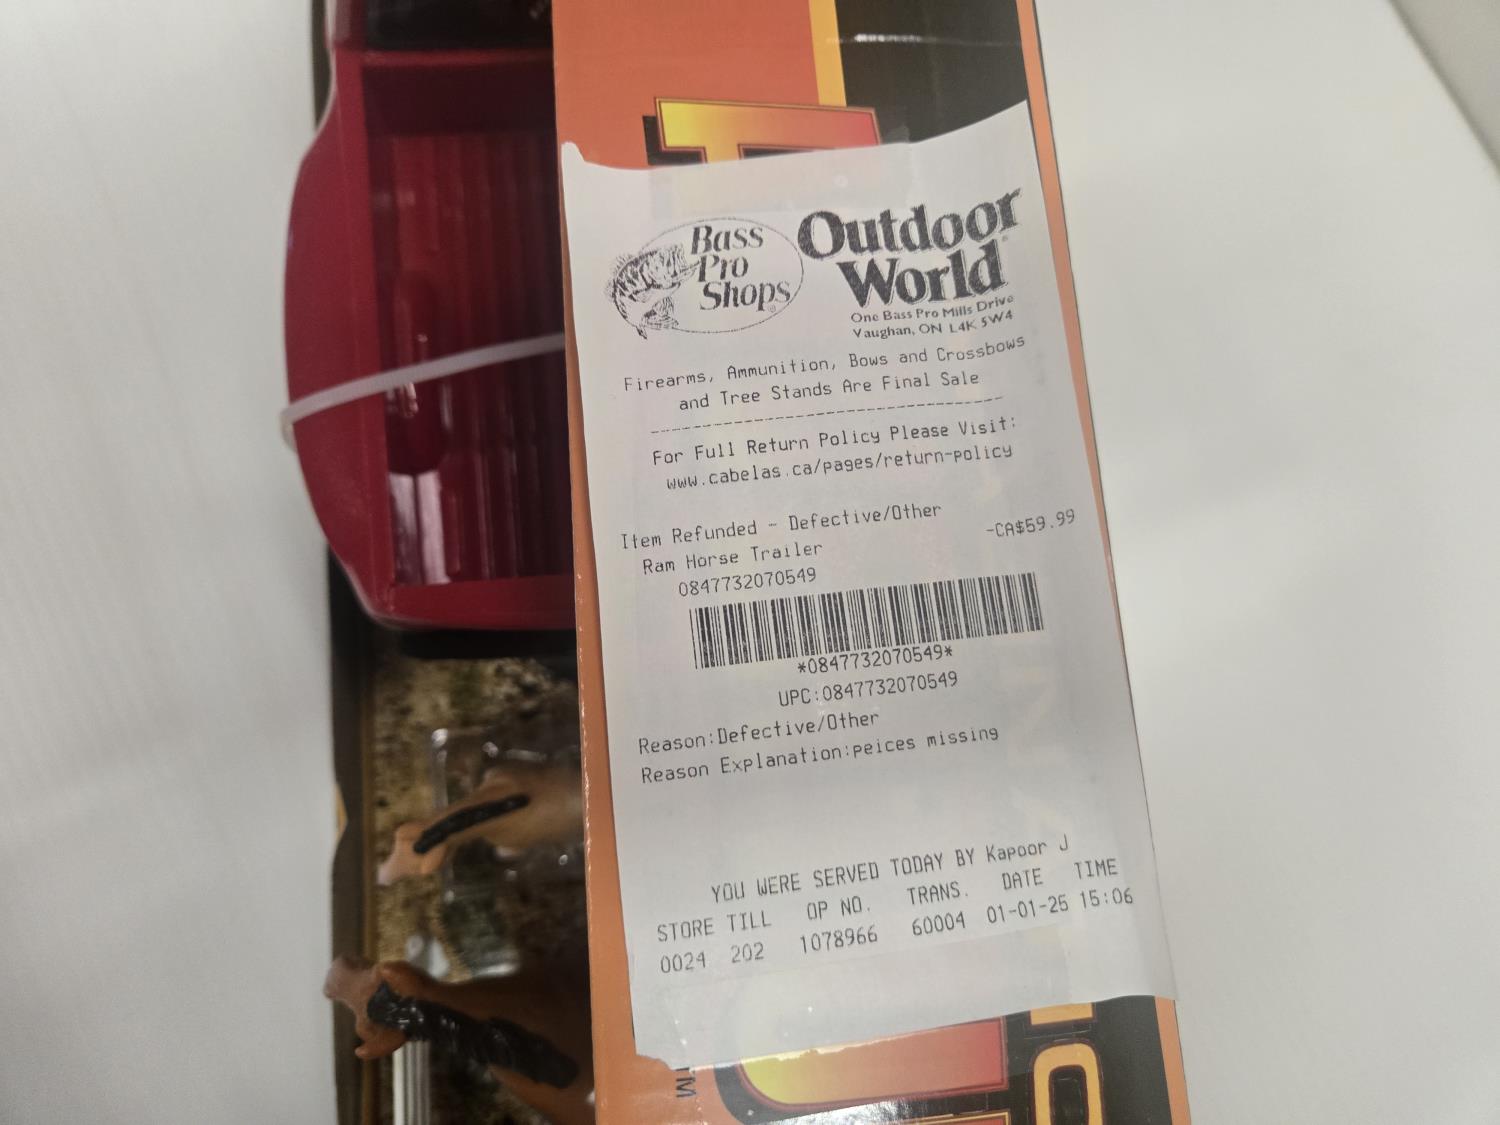 Bass
Pro
Shops
Outdoor
World
One Bass Pro Mills Drive
Vaughan, ON L4K 5W4
Firearms, Ammunition, Bows and Crossbows
and Tree Stands Are Final Sale
For Full Return Policy Please Visit:
www.cabelas.ca/pages/return-policy
Item Refunded - Defective/Other
Ram Horse Trailer -CA$59.99
0847732070549
*0847732070549*
UPC:0847732070549
Reason:Defective/Other
Reason Explanation:peices missing
YOU WERE SERVED TODAY BY Kapoor J
STORE TILL OP NO. TRANS. DATE TIME
0024 202 1078966 60004 01-01-25 15:06
TM